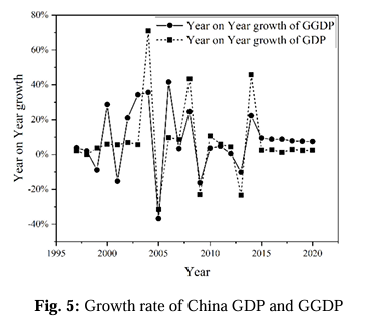 80%
Year on Year growth of GGDP
Year on Year growth of GDP
60%
40%
20%
0%
-20%
-40%
Year on Year growth
1995 2000 2005 2010 2015 2020
Year
Fig. 5: Growth rate of China GDP and GGDP